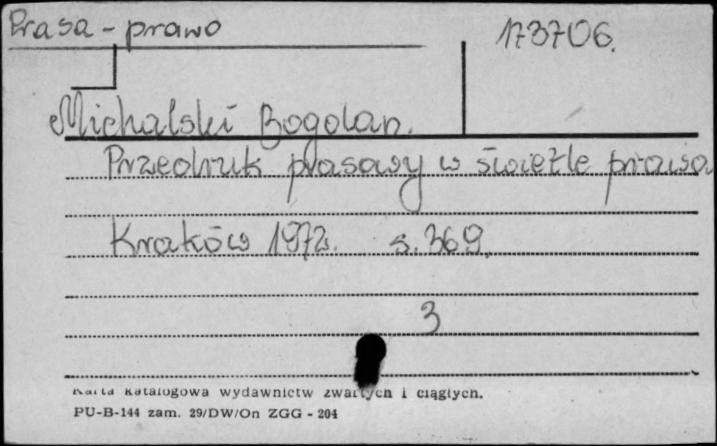 Prasa - prawo
173706.
Michalski Bogdan.
Przedruk prasowy w świetle prawa
Kraków 1972. s. 369.
3
Karta katalogowa wydawnictw zwartych i ciągłych.
PU-B-144 zam. 29/DW/On ZGG - 204